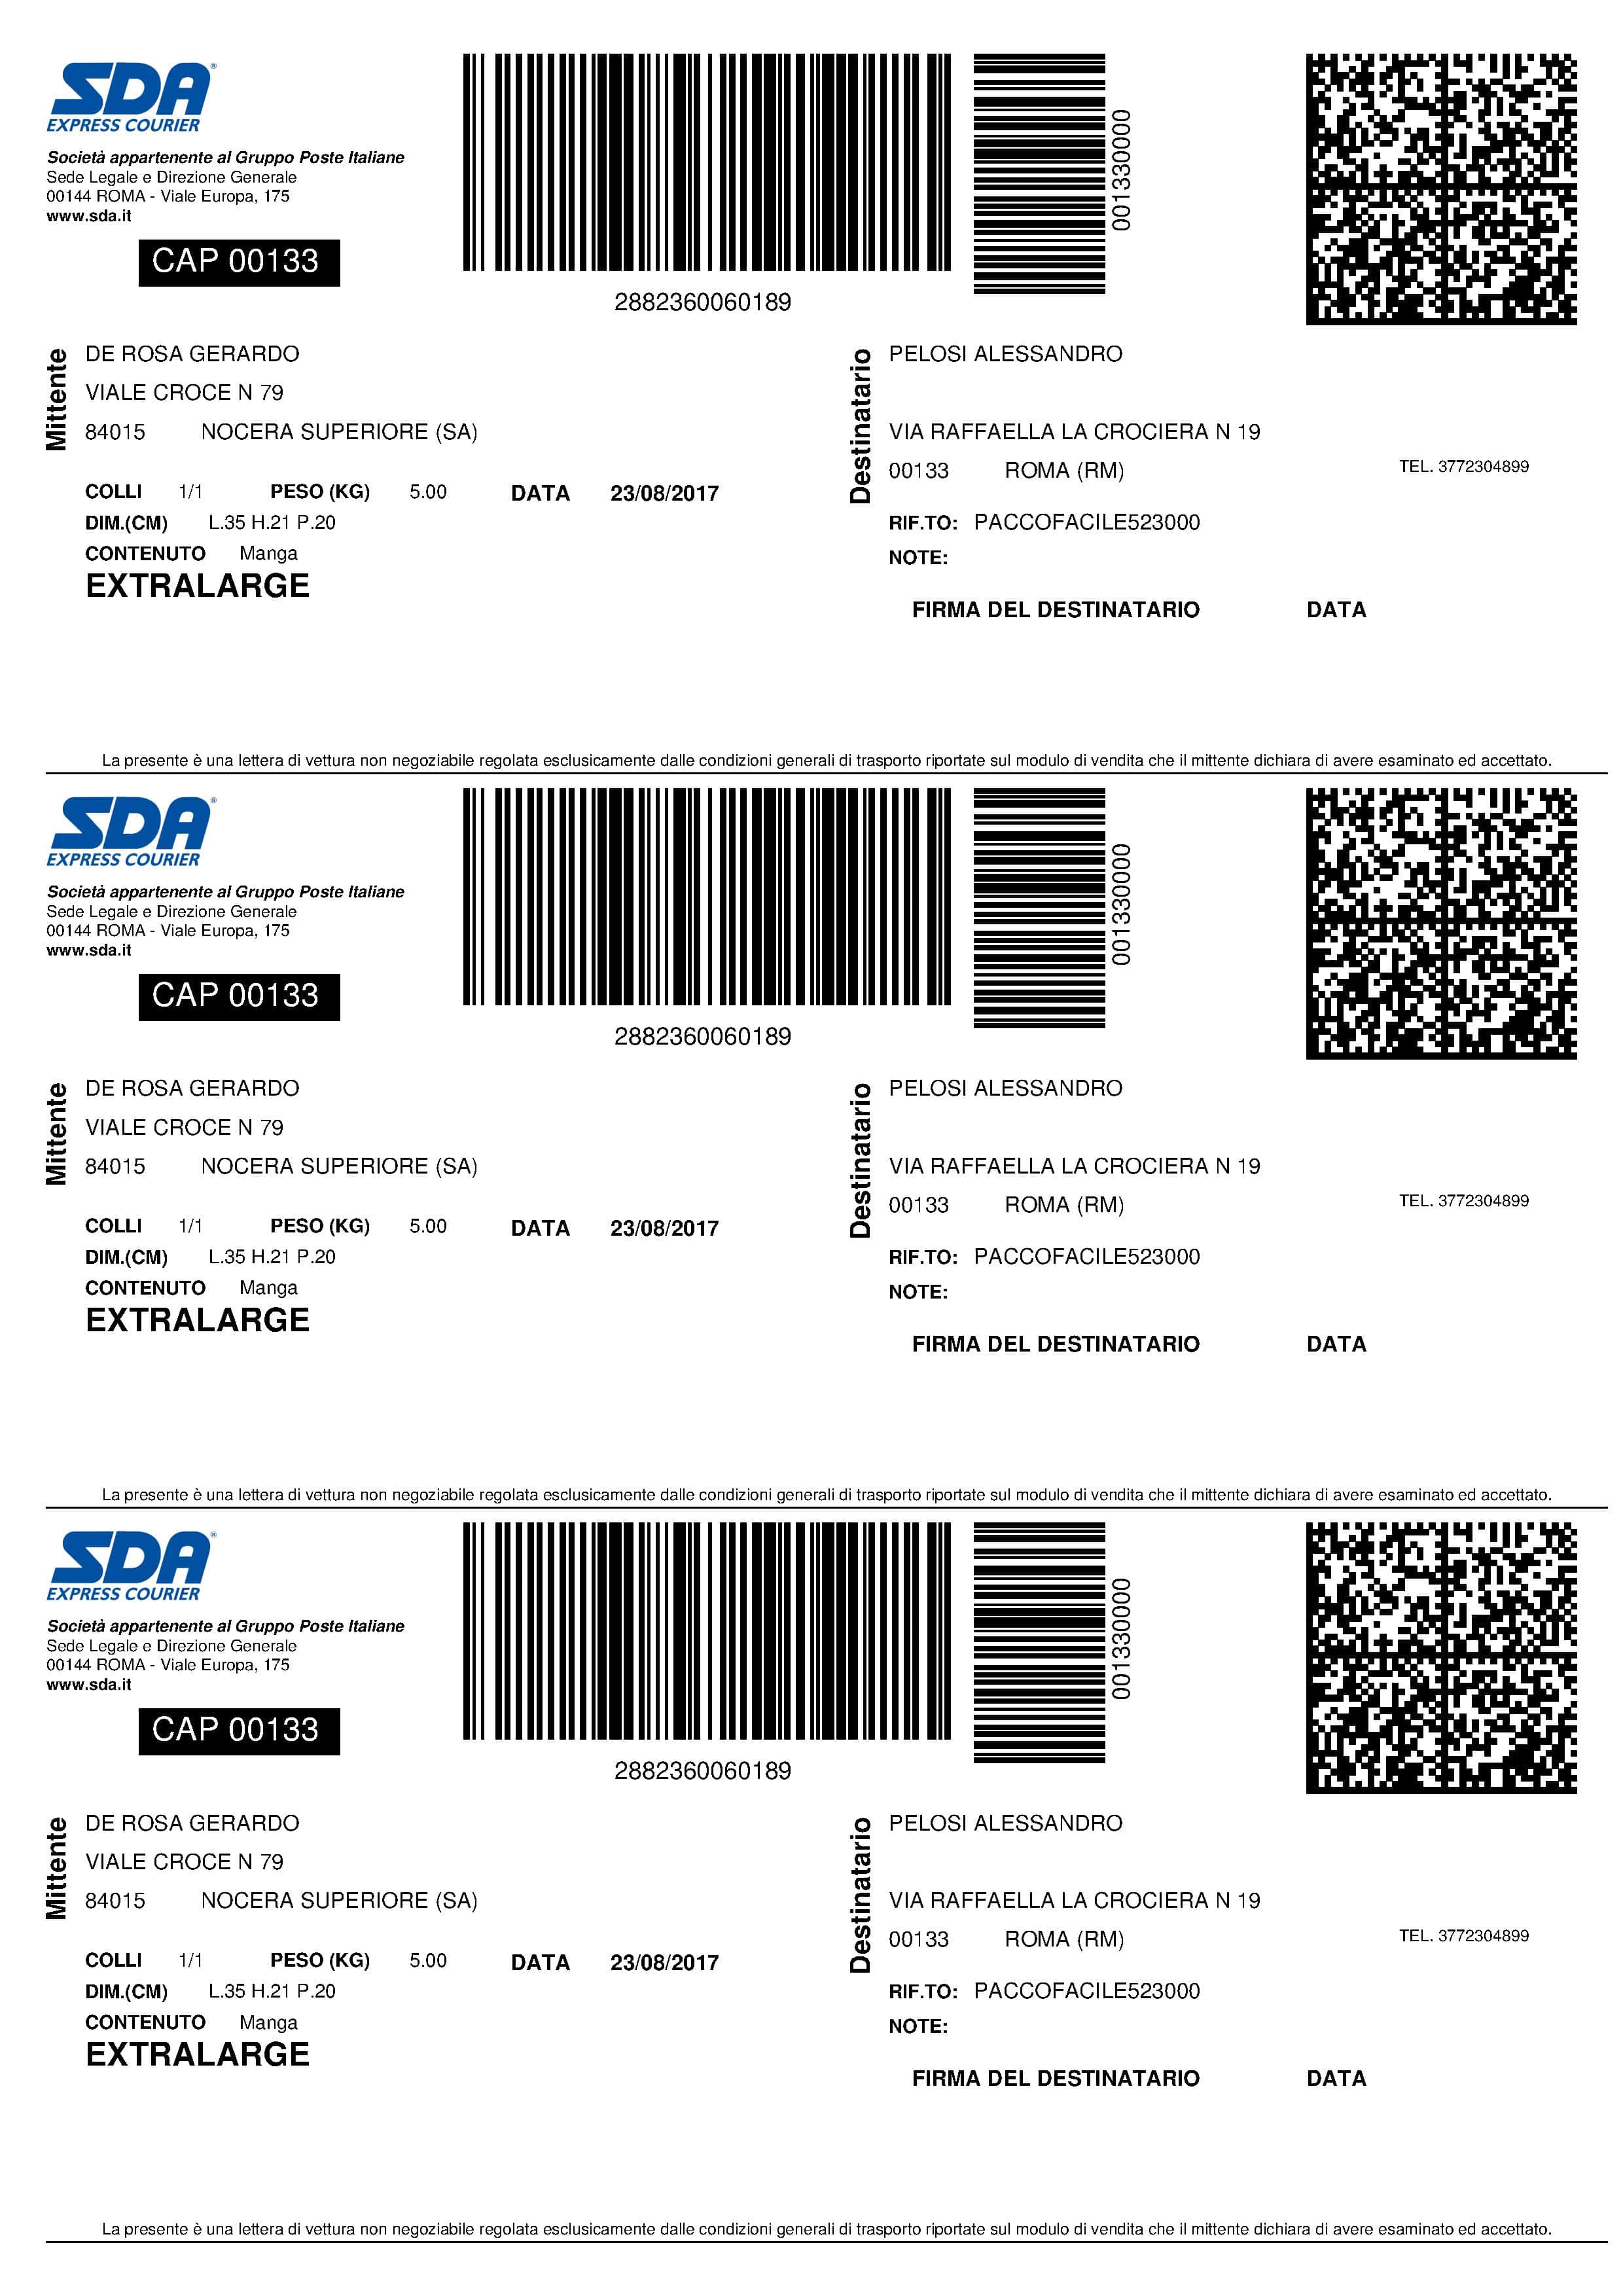 SDA®
EXPRESS COURIER
Società appartenente al Gruppo Poste Italiane
Sede Legale e Direzione Generale
00144 ROMA - Viale Europa, 175
www.sda.it
CAP 00133
2882360060189
001330000
Mittente
DE ROSA GERARDO
VIALE CROCE N 79
84015 NOCERA SUPERIORE (SA)
COLLI 1/1 PESO (KG) 5.00 DATA 23/08/2017
DIM.(CM) L.35 H.21 P.20
CONTENUTO Manga
EXTRALARGE
Destinatario
PELOSI ALESSANDRO
VIA RAFFAELLA LA CROCIERA N 19
00133 ROMA (RM) TEL. 3772304899
RIF.TO: PACCOFACILE523000
NOTE:
FIRMA DEL DESTINATARIO DATA
La presente è una lettera di vettura non negoziabile regolata esclusicamente dalle condizioni generali di trasporto riportate sul modulo di vendita che il mittente dichiara di avere esaminato ed accettato.
SDA®
EXPRESS COURIER
Società appartenente al Gruppo Poste Italiane
Sede Legale e Direzione Generale
00144 ROMA - Viale Europa, 175
www.sda.it
CAP 00133
2882360060189
001330000
Mittente
DE ROSA GERARDO
VIALE CROCE N 79
84015 NOCERA SUPERIORE (SA)
COLLI 1/1 PESO (KG) 5.00 DATA 23/08/2017
DIM.(CM) L.35 H.21 P.20
CONTENUTO Manga
EXTRALARGE
Destinatario
PELOSI ALESSANDRO
VIA RAFFAELLA LA CROCIERA N 19
00133 ROMA (RM) TEL. 3772304899
RIF.TO: PACCOFACILE523000
NOTE:
FIRMA DEL DESTINATARIO DATA
La presente è una lettera di vettura non negoziabile regolata esclusicamente dalle condizioni generali di trasporto riportate sul modulo di vendita che il mittente dichiara di avere esaminato ed accettato.
SDA®
EXPRESS COURIER
Società appartenente al Gruppo Poste Italiane
Sede Legale e Direzione Generale
00144 ROMA - Viale Europa, 175
www.sda.it
CAP 00133
2882360060189
001330000
Mittente
DE ROSA GERARDO
VIALE CROCE N 79
84015 NOCERA SUPERIORE (SA)
COLLI 1/1 PESO (KG) 5.00 DATA 23/08/2017
DIM.(CM) L.35 H.21 P.20
CONTENUTO Manga
EXTRALARGE
Destinatario
PELOSI ALESSANDRO
VIA RAFFAELLA LA CROCIERA N 19
00133 ROMA (RM) TEL. 3772304899
RIF.TO: PACCOFACILE523000
NOTE:
FIRMA DEL DESTINATARIO DATA
La presente è una lettera di vettura non negoziabile regolata esclusicamente dalle condizioni generali di trasporto riportate sul modulo di vendita che il mittente dichiara di avere esaminato ed accettato.